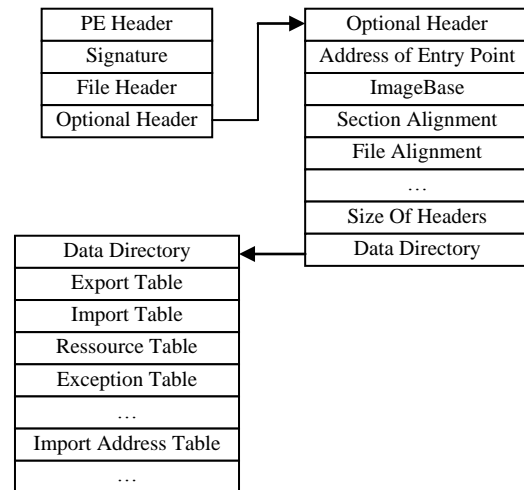 PE Header
Signature
File Header
Optional Header
Optional Header
Address of Entry Point
ImageBase
Section Alignment
File Alignment
…
Size Of Headers
Data Directory
Data Directory
Export Table
Import Table
Ressource Table
Exception Table
…
Import Address Table
…